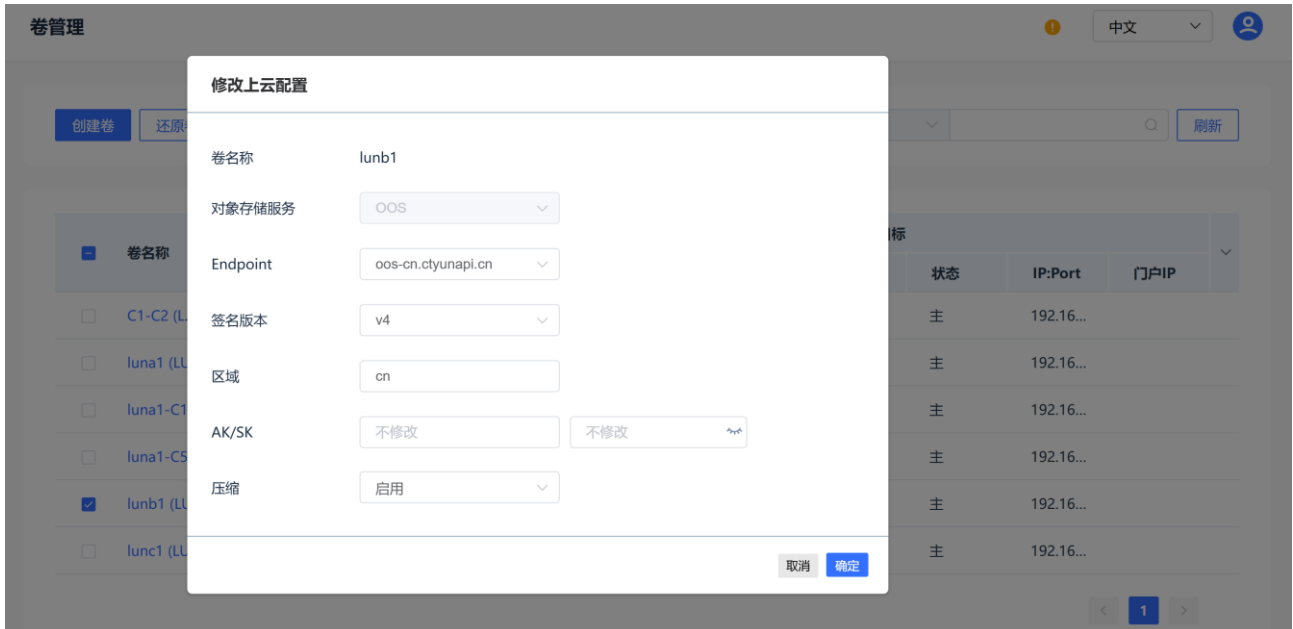 卷管理
中文
修改上云配置
创建卷
还原
刷新
卷名称
lunb1
对象存储服务
OOS
Endpoint
oos-cn.ctyunapi.cn
签名版本
v4
区域
cn
AK/SK
不修改
不修改
压缩
启用
取消
确定
卷名称
标
状态
IP:Port
门户IP
C1-C2 (L
主
192.16...
luna1 (LU
主
192.16...
luna1-C1
主
192.16...
luna1-C5
主
192.16...
lunb1 (LU
主
192.16...
lunc1 (LU
主
192.16...
1